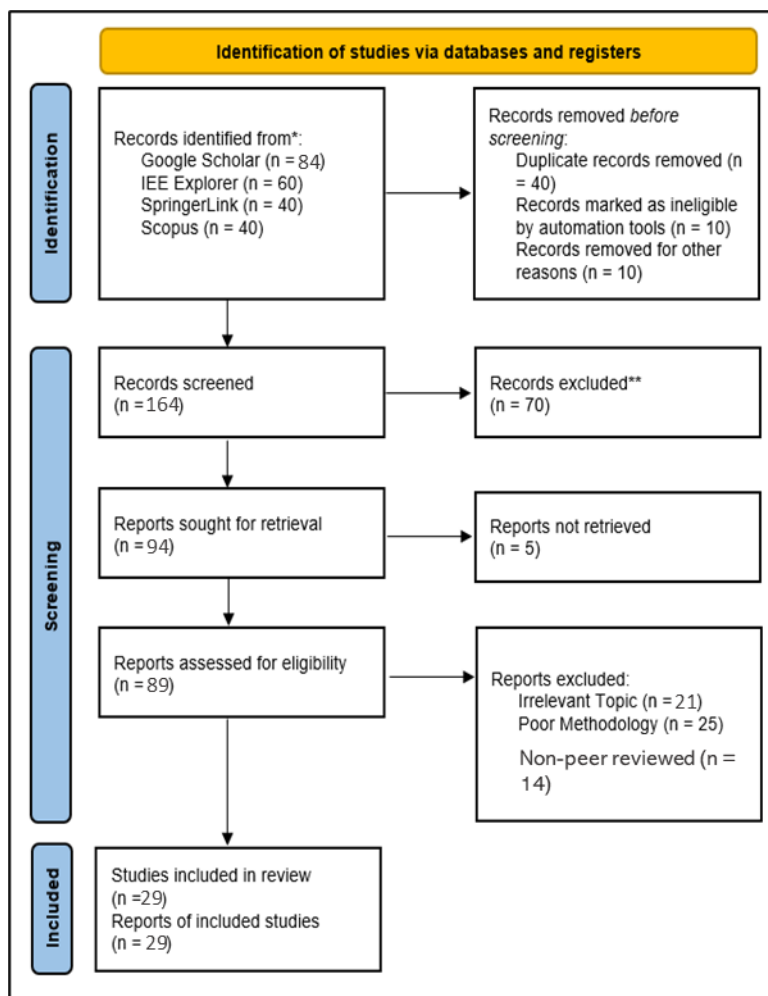 Identification of studies via databases and registers
Identification
Records identified from*:
Google Scholar (n = 84)
IEE Explorer (n = 60)
SpringerLink (n = 40)
Scopus (n = 40)
Records removed before
screening:
Duplicate records removed (n
= 40)
Records marked as ineligible
by automation tools (n = 10)
Records removed for other
reasons (n = 10)
Screening
Records screened
(n =164)
Records excluded**
(n = 70)
Reports sought for retrieval
(n =94)
Reports not retrieved
(n = 5)
Reports assessed for eligibility
(n =89)
Reports excluded:
Irrelevant Topic (n =21)
Poor Methodology (n = 25)
Non-peer reviewed (n =
14)
Included
Studies included in review
(n =29)
Reports of included studies
(n = 29)